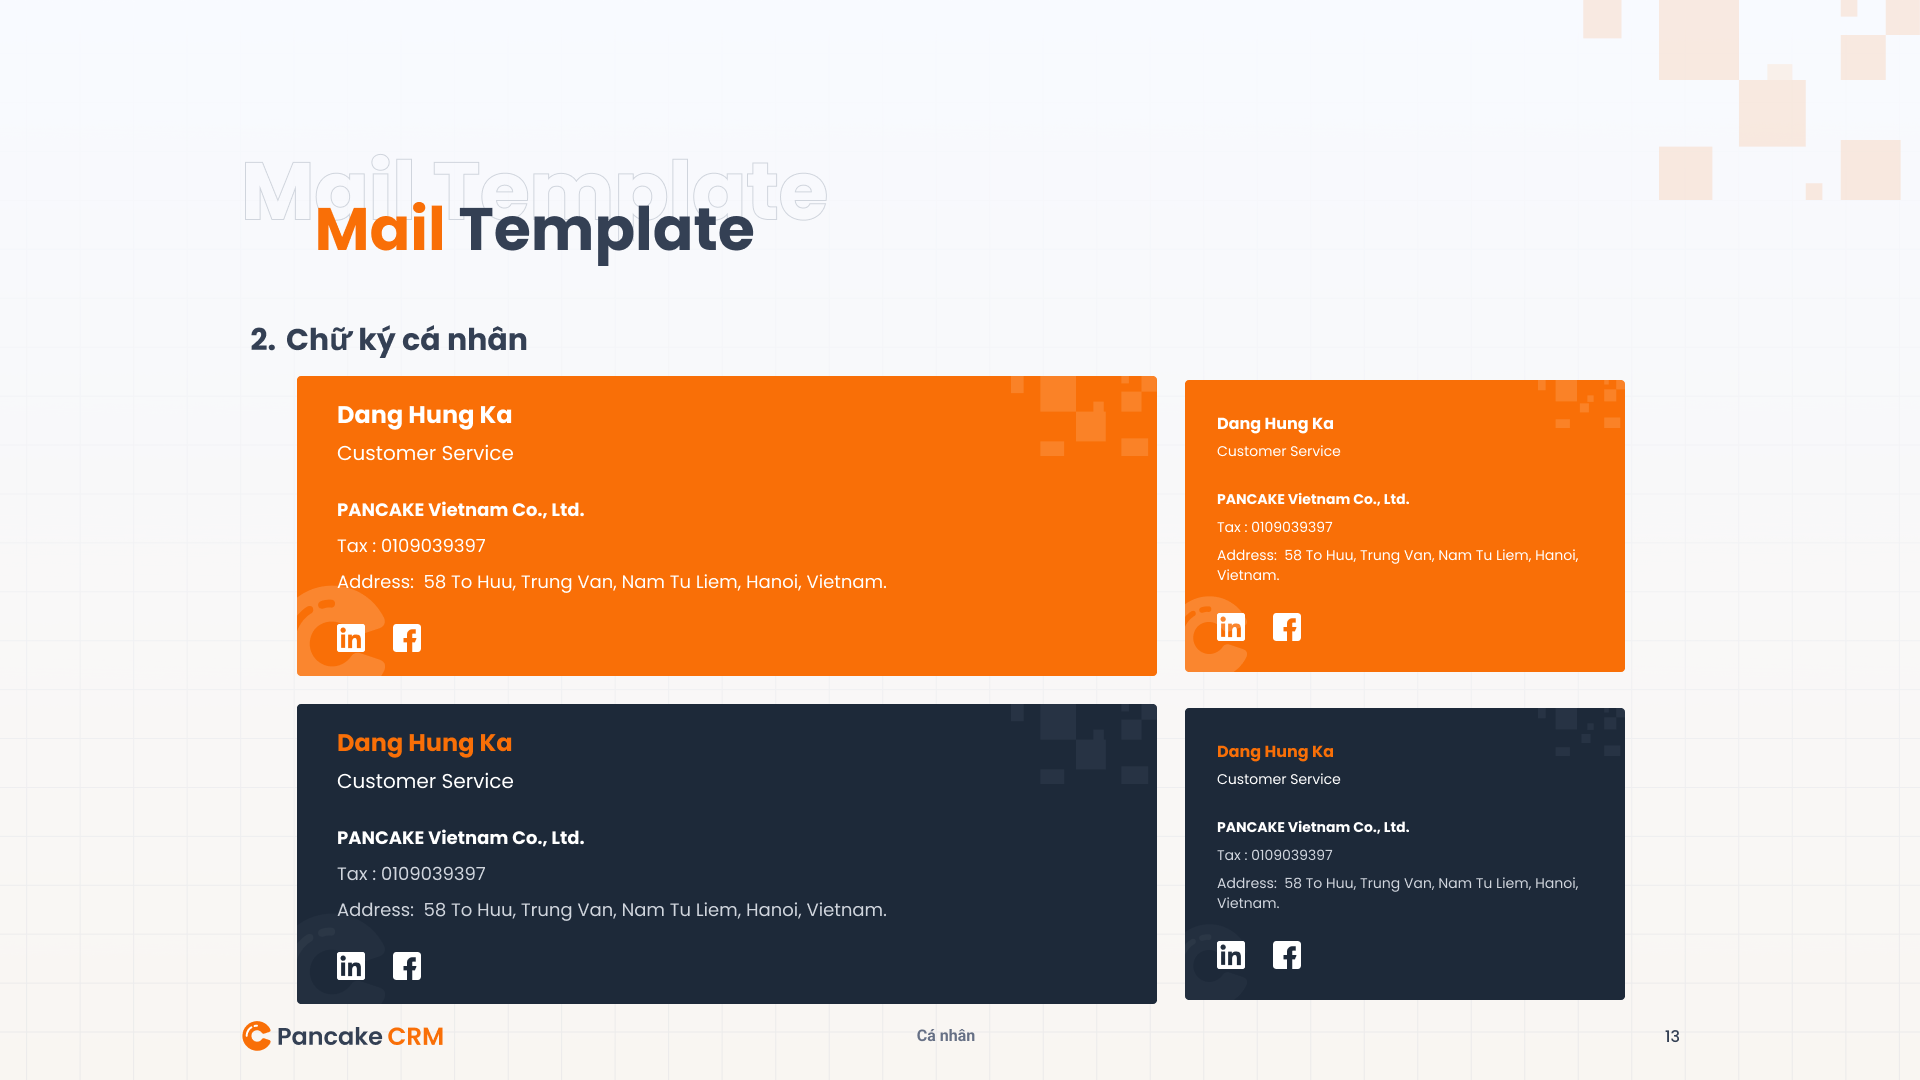 Mail Template
Mail Template
2. Chữ ký cá nhân
Dang Hung Ka
Customer Service
PANCAKE Vietnam Co., Ltd.
Tax : 0109039397
Address: 58 To Huu, Trung Van, Nam Tu Liem, Hanoi, Vietnam.
in f
Dang Hung Ka
Customer Service
PANCAKE Vietnam Co., Ltd.
Tax : 0109039397
Address: 58 To Huu, Trung Van, Nam Tu Liem, Hanoi,
Vietnam.
in f
Dang Hung Ka
Customer Service
PANCAKE Vietnam Co., Ltd.
Tax : 0109039397
Address: 58 To Huu, Trung Van, Nam Tu Liem, Hanoi, Vietnam.
in f
Dang Hung Ka
Customer Service
PANCAKE Vietnam Co., Ltd.
Tax : 0109039397
Address: 58 To Huu, Trung Van, Nam Tu Liem, Hanoi,
Vietnam.
in f
Pancake CRM
Cá nhân
13